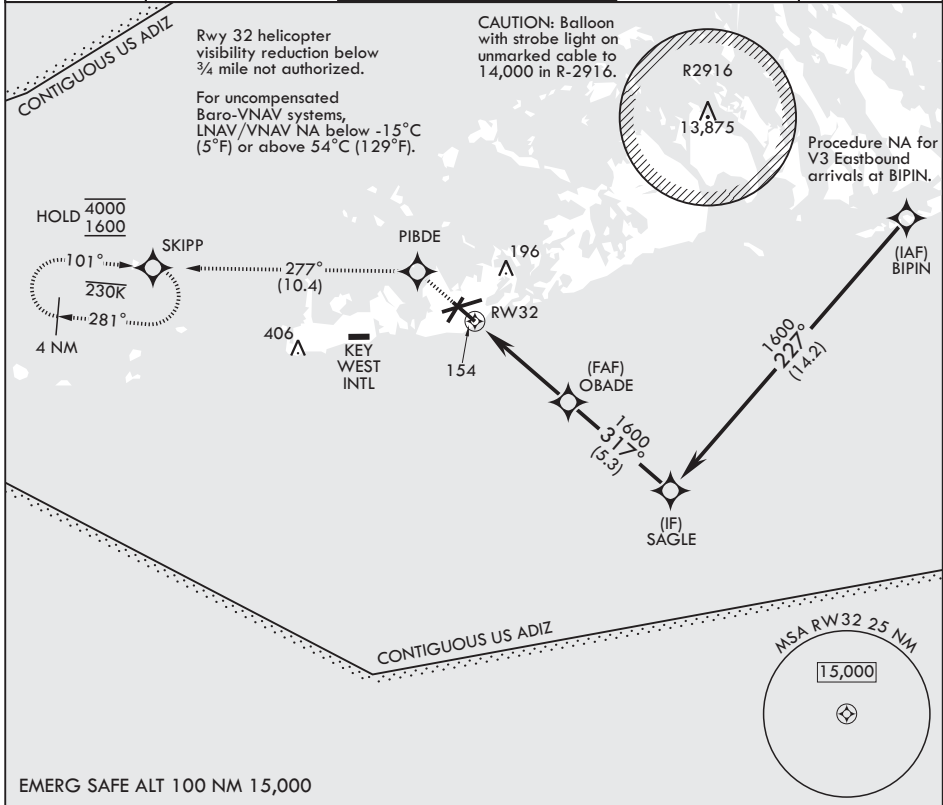 CONTIGUOUS US ADIZ
Rwy 32 helicopter
visibility reduction below
¾ mile not authorized.
For uncompensated
Baro-VNAV systems,
LNAV/VNAV NA below -15°C
(5°F) or above 54°C (129°F).
CAUTION: Balloon
with strobe light on
unmarked cable to
14,000 in R-2916.
R2916
13,875
Procedure NA for
V3 Eastbound
arrivals at BIPIN.
(IAF)
BIPIN
HOLD 4000
1600
SKIPP
101°
230K
281°
4 NM
277°
(10.4)
PIBDE
196
RW32
154
406
KEY
WEST
INTL
(FAF)
OBADE
1600
317°
(5.3)
1600
227°
(14.2)
(IF)
SAGLE
CONTIGUOUS US ADIZ
MSA RW32 25 NM
15,000
EMERG SAFE ALT 100 NM 15,000